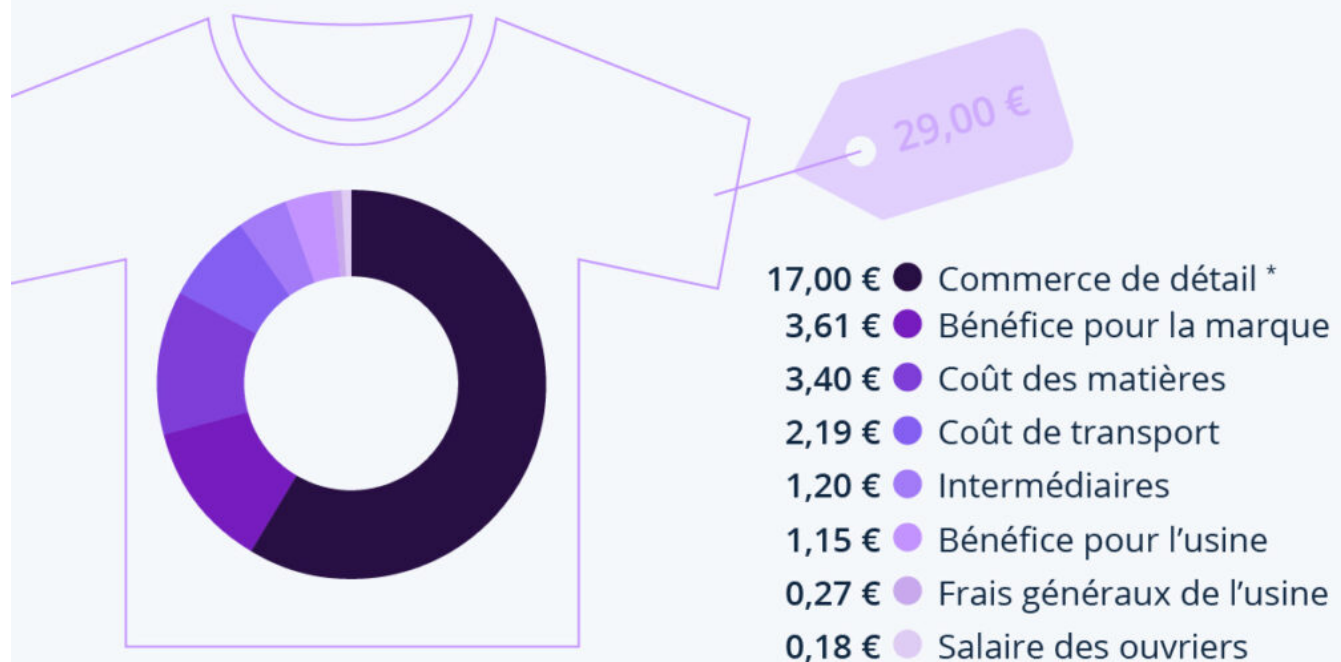 29,00 €
17,00 € Commerce de détail *
3,61 € Bénéfice pour la marque
3,40 € Coût des matières
2,19 € Coût de transport
1,20 € Intermédiaires
1,15 € Bénéfice pour l’usine
0,27 € Frais généraux de l’usine
0,18 € Salaire des ouvriers